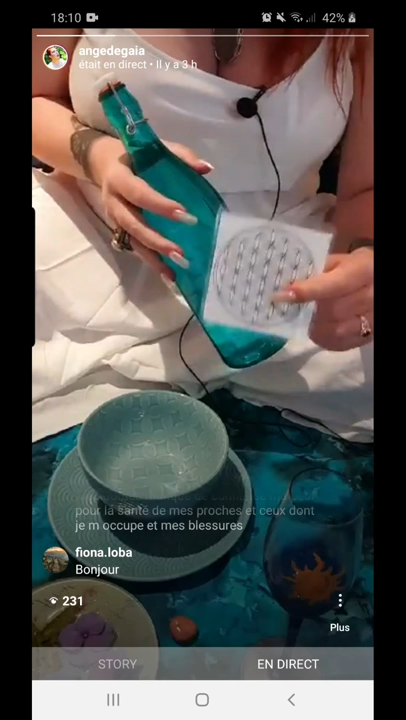 18:10
42%
angedegaia
était en direct • Il y a 3 h
pour la santé de mes proches et ceux dont
je m occupe et mes blessures
fiona.loba
Bonjour
231
Plus
STORY
EN DIRECT